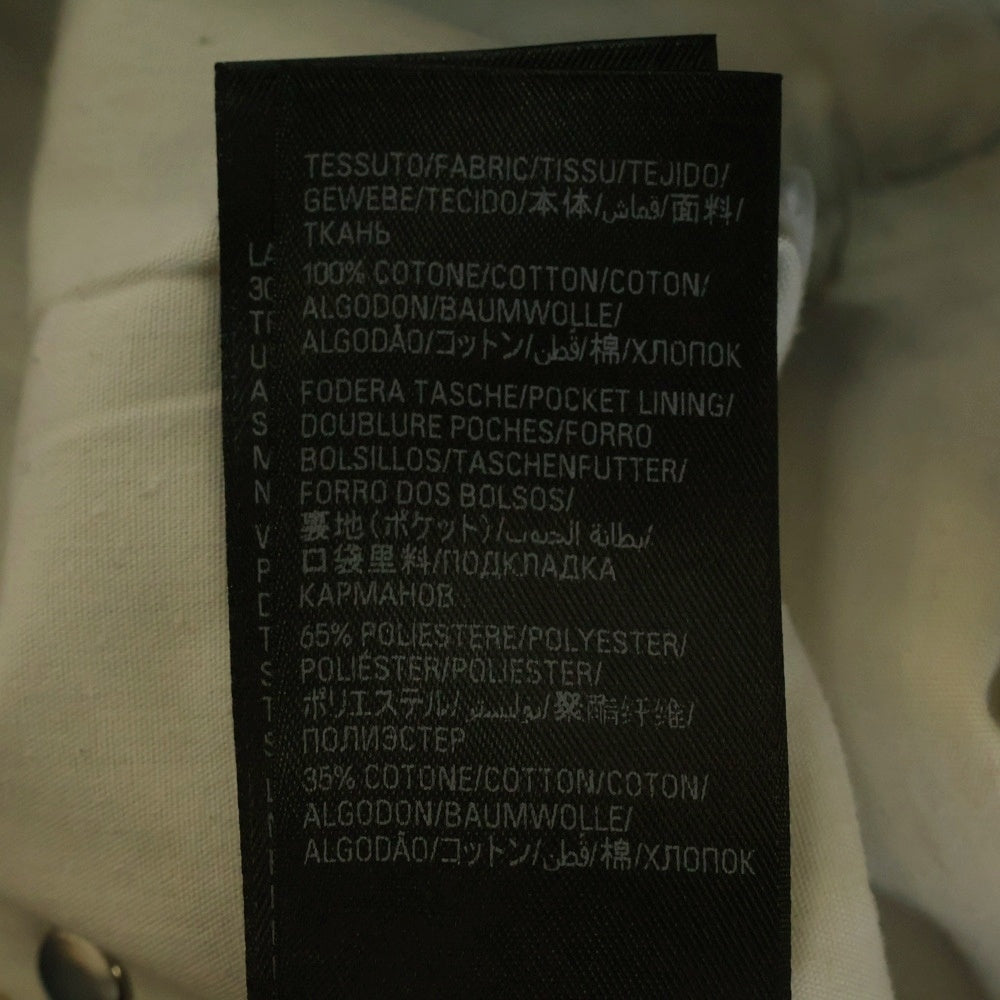 TESSUTO/FABRIC/TISSU/TEJIDO/
GEWEBE/TECIDO/本体/قماش/面料/
ТКАНЬ
100% COTONE/COTTON/COTON/
ALGODON/BAUMWOLLE/
ALGODÃO/コットン/قطن/棉/ХЛОПОК
FODERA TASCHE/POCKET LINING/
DOUBLURE POCHES/FORRO
BOLSILLOS/TASCHENFUTTER/
FORRO DOS BOLSOS/
裏地(ポケット)/بطانة الجيوب/
口袋里料/ПОДКЛАДКА
КАРМАНОВ
65% POLIESTERE/POLYESTER/
POLIÉSTER/POLIESTER/
ポリエステル/بوليستر/聚酯纤维/
ПОЛИЭСТЕР
35% COTONE/COTTON/COTON/
ALGODON/BAUMWOLLE/
ALGODÃO/コットン/قطن/棉/ХЛОПОК